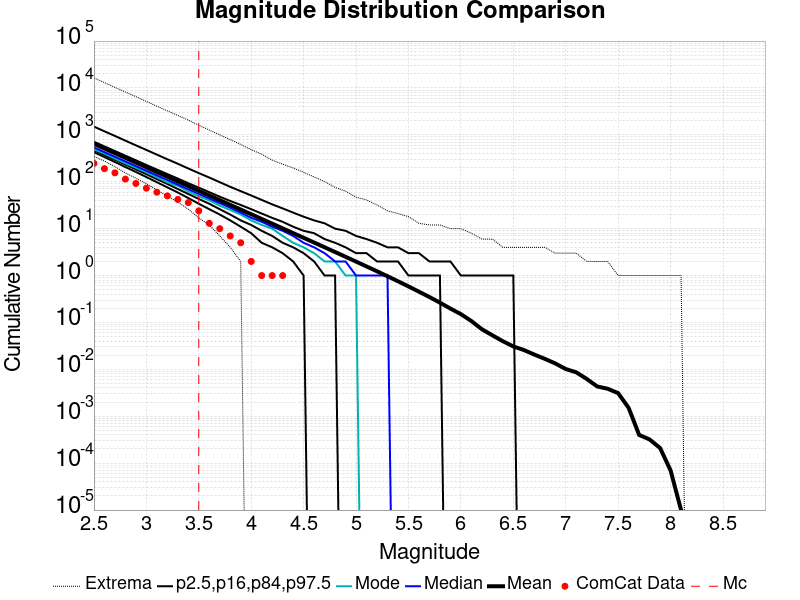 Magnitude Distribution Comparison
10^5
10^4
10^3
10^2
10^1
10^0
10^-1
10^-2
10^-3
10^-4
10^-5
Cumulative Number
2.5 3 3.5 4 4.5 5 5.5 6 6.5 7 7.5 8 8.5
Magnitude
Extrema p2.5,p16,p84,p97.5 Mode Median Mean ComCat Data Mc